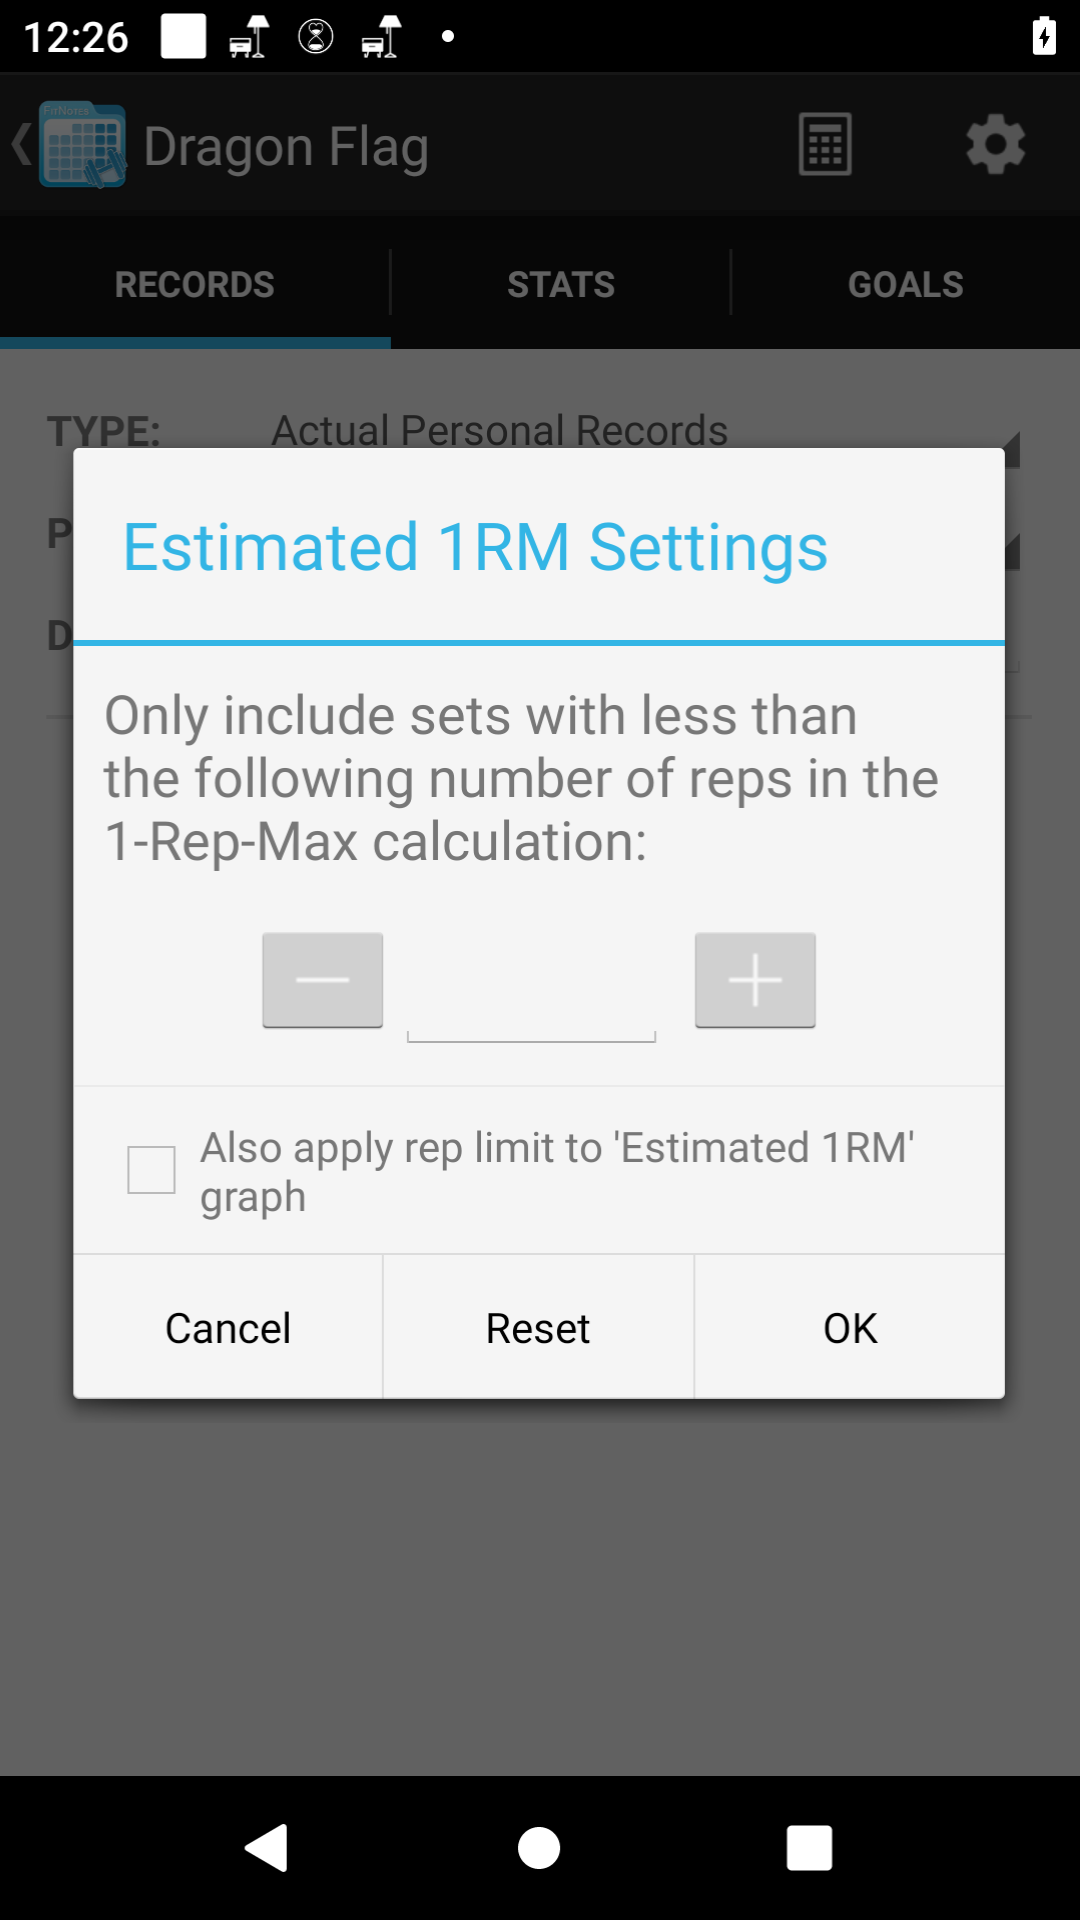 12:26
FitNotes
Dragon Flag
RECORDS
STATS
GOALS
TYPE:
Actual Personal Records
P
D
Estimated 1RM Settings
Only include sets with less than
the following number of reps in the
1-Rep-Max calculation:
Also apply rep limit to 'Estimated 1RM'
graph
Cancel
Reset
OK